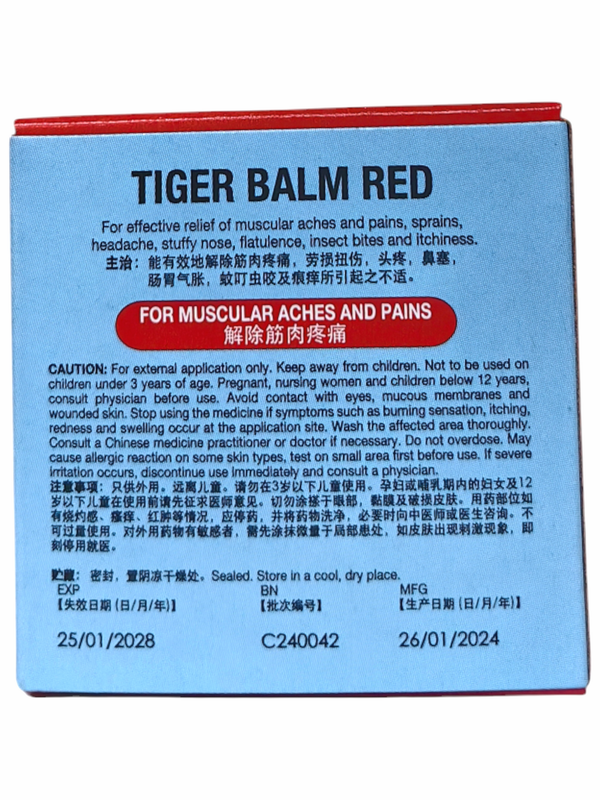 TIGER BALM RED
For effective relief of muscular aches and pains, sprains,
headache, stuffy nose, flatulence, insect bites and itchiness.
主治：能有效地解除筋肉疼痛，劳损扭伤，头疼，鼻塞，
肠胃气胀，蚊叮虫咬及痕痒所引起之不适。
FOR MUSCULAR ACHES AND PAINS
解除筋肉疼痛
CAUTION: For external application only. Keep away from children. Not to be used on
children under 3 years of age. Pregnant, nursing women and children below 12 years,
consult physician before use. Avoid contact with eyes, mucous membranes and
wounded skin. Stop using the medicine if symptoms such as burning sensation, itching,
redness and swelling occur at the application site. Wash the affected area thoroughly.
Consult a Chinese medicine practitioner or doctor if necessary. Do not overdose. May
cause allergic reaction on some skin types, test on small area first before use. If severe
irritation occurs, discontinue use immediately and consult a physician.
注意事项：只供外用。远离儿童。请勿在3岁以下儿童使用。孕妇或哺乳期内的妇女及12
岁以下儿童在使用前请先征求医师意见。切勿涂搽于眼部，黏膜及破损皮肤。用药部位如
有烧灼感、瘙痒、红肿等情况，应停药，并将药物洗净，必要时向中医师或医生咨询。不
可过量使用。对外用药物有敏感者，需先涂抹微量于局部患处，如皮肤出现刺激现象，即
刻停用就医。
贮藏：密封，置阴凉干燥处。Sealed. Store in a cool, dry place.
EXP BN MFG
【失效日期 (日/月/年)】 【批次编号】 【生产日期 (日/月/年)】
25/01/2028 C240042 26/01/2024